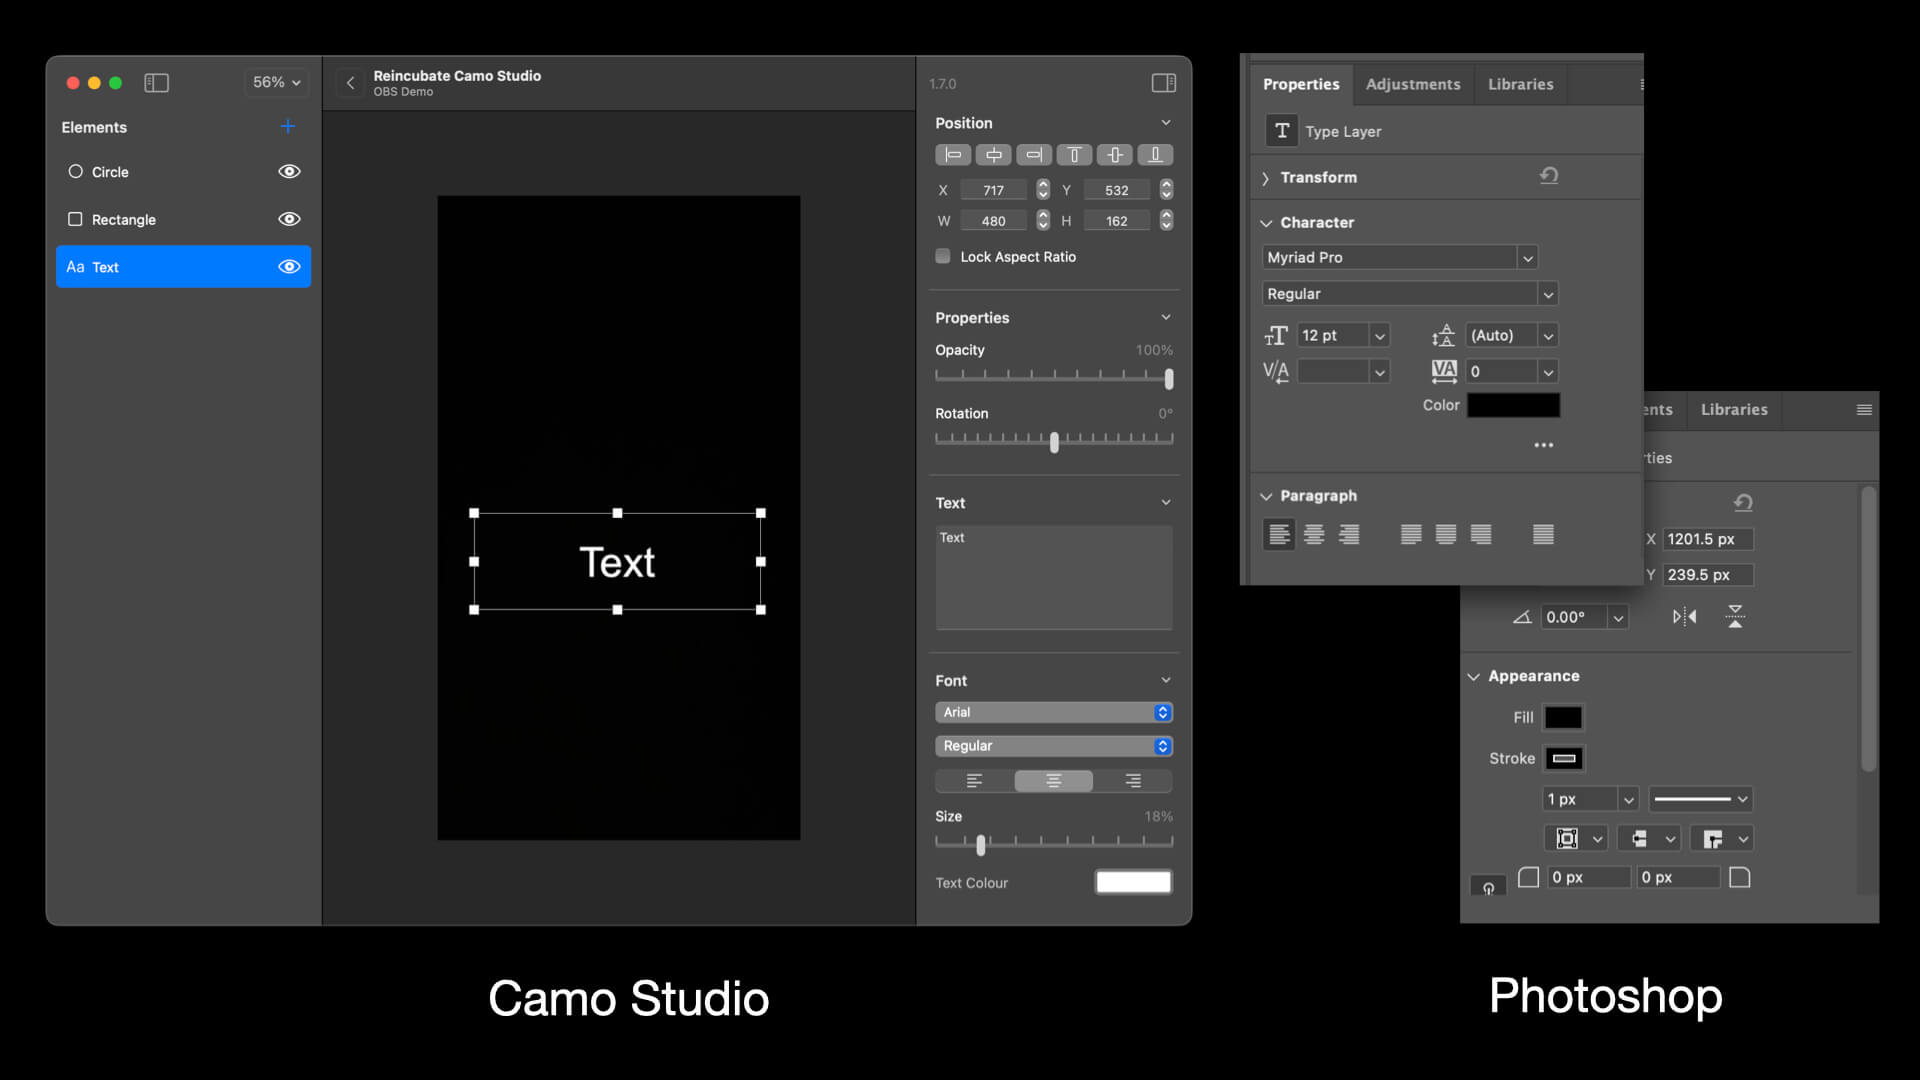 56%
Reincubate Camo Studio
OBS Demo
1.7.0
Elements
Circle
Rectangle
Aa Text
Text
Position
X 717 Y 532
W 480 H 162
Lock Aspect Ratio
Properties
Opacity 100%
Rotation 0°
Text
Text
Font
Arial
Regular
Size 18%
Text Colour
Properties Adjustments Libraries
T Type Layer
Transform
Character
Myriad Pro
Regular
12 pt (Auto)
V/A VA 0
Color
Paragraph
ents Libraries
rties
X 1201.5 px
Y 239.5 px
0.00°
Appearance
Fill
Stroke
1 px
0 px 0 px
Camo Studio
Photoshop